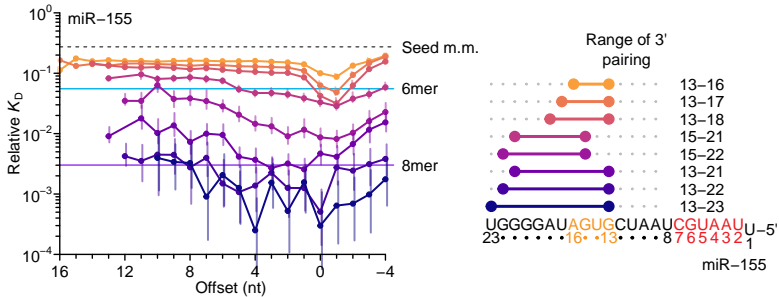 miR−155
10⁰
10⁻¹
10⁻²
10⁻³
10⁻⁴
Relative K_D
16 12 8 4 0 −4
Offset (nt)
Seed m.m.
6mer
8mer
Range of 3'
pairing
13−16
13−17
13−18
15−21
15−22
13−21
13−22
13−23
UGGGGAUAGUGCUAAUCGUAAUU−5'
23 16 13 8 7 6 5 4 3 2 1
miR−155